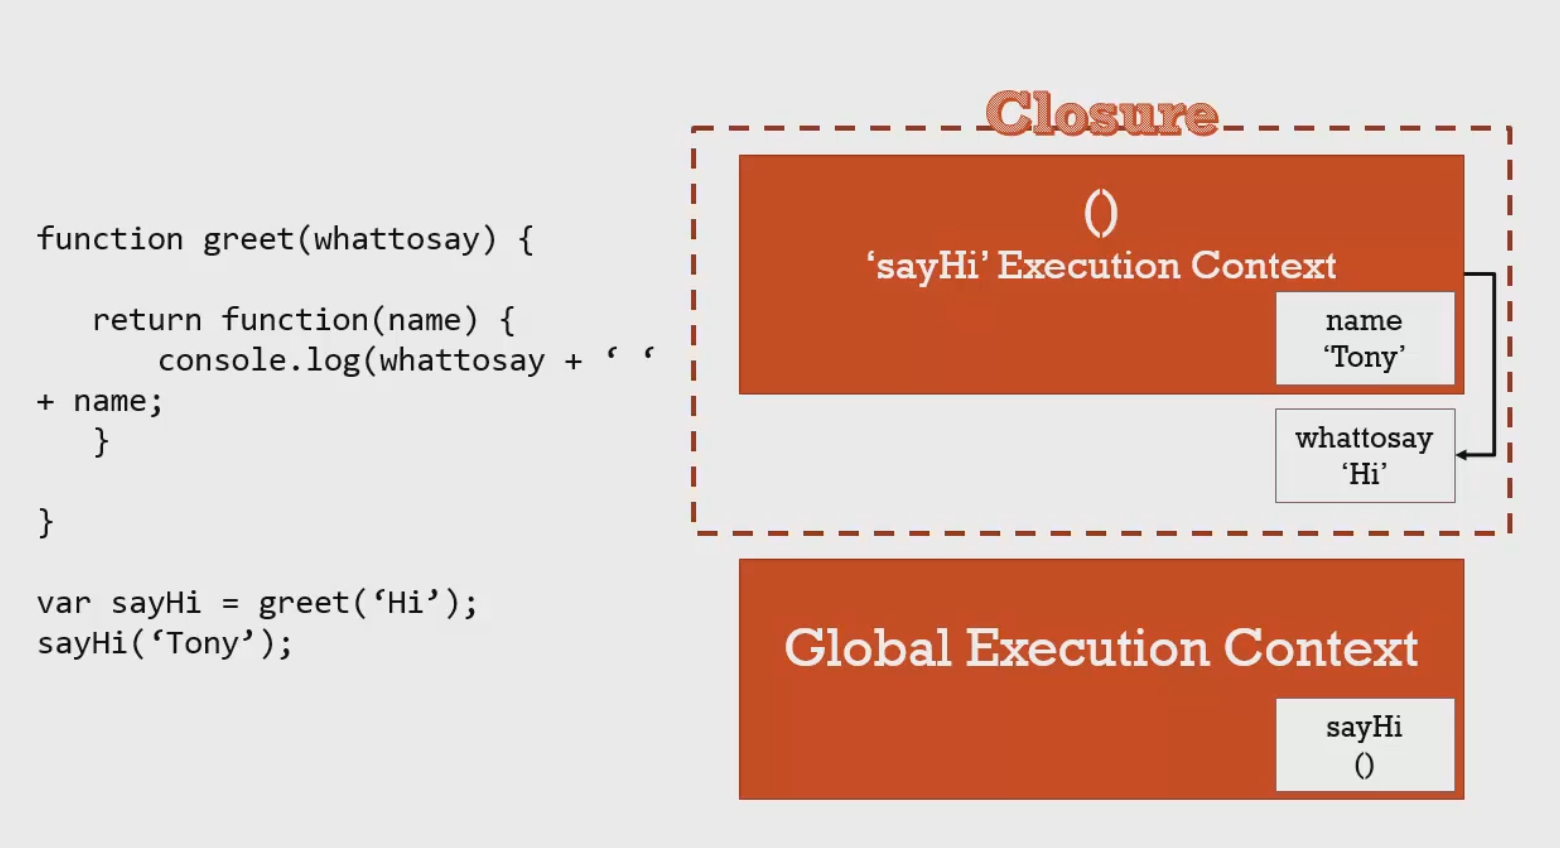 function greet(whattosay) {
return function(name) {
console.log(whattosay + ‘ ‘
+ name;
}
}
var sayHi = greet(‘Hi’);
sayHi(‘Tony’);
Closure
()
‘sayHi’ Execution Context
name
‘Tony’
whattosay
‘Hi’
Global Execution Context
sayHi
()